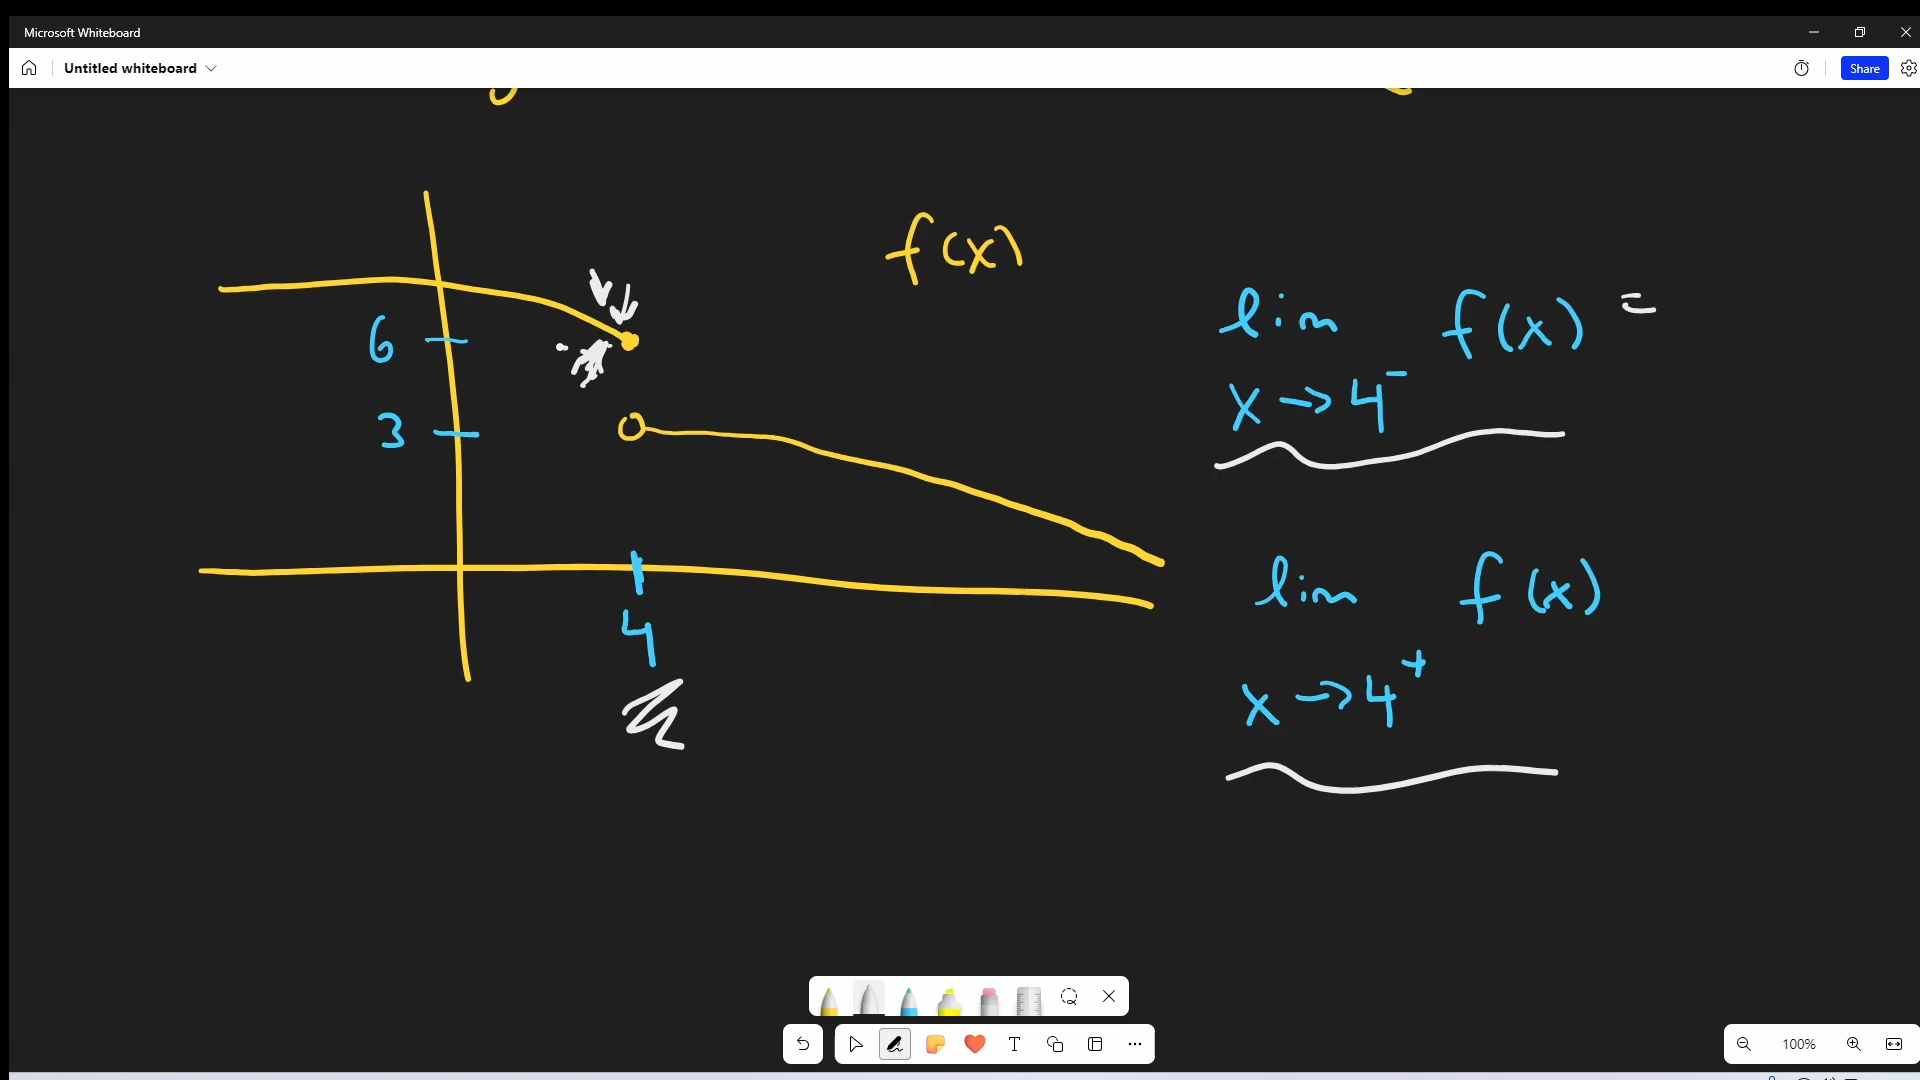 Microsoft Whiteboard
Untitled whiteboard
Share
f(x)
6
3
4
lim f(x) =
x → 4⁻
lim f(x)
x → 4⁺
T
100%